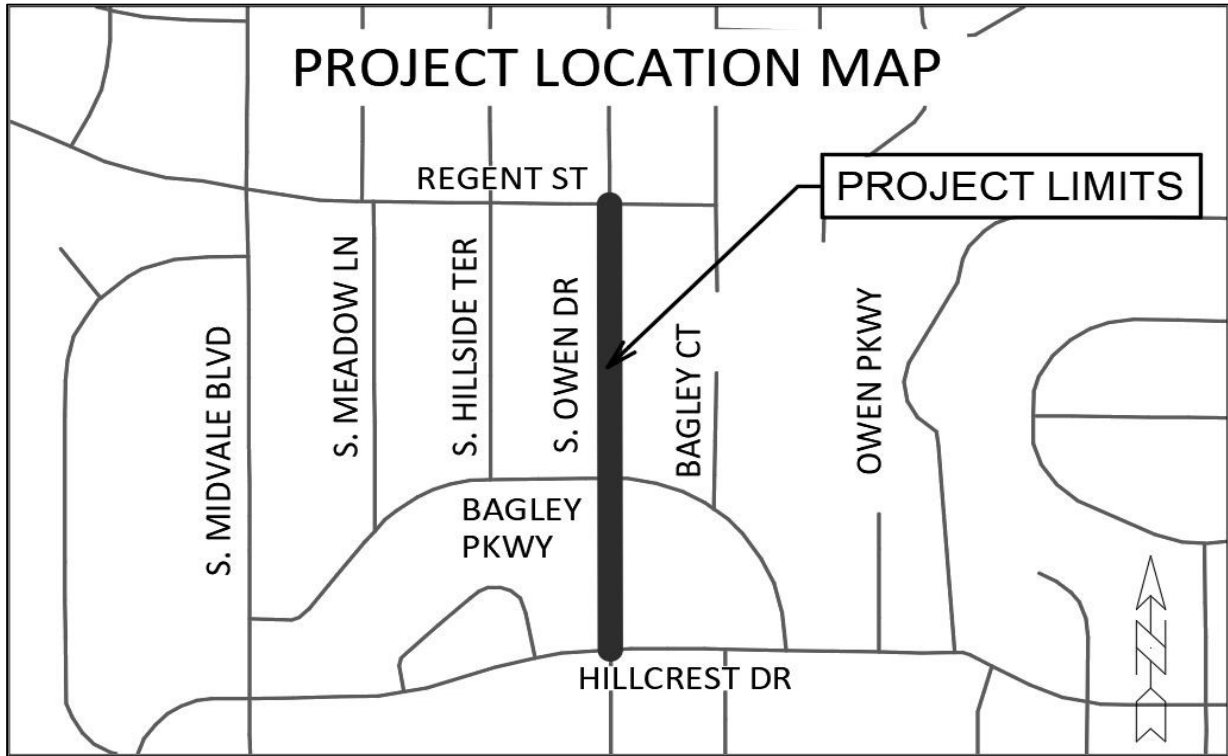 PROJECT LOCATION MAP
REGENT ST
PROJECT LIMITS
S. MIDVALE BLVD
S. MEADOW LN
S. HILLSIDE TER
S. OWEN DR
BAGLEY CT
OWEN PKWY
BAGLEY
PKWY
HILLCREST DR
N